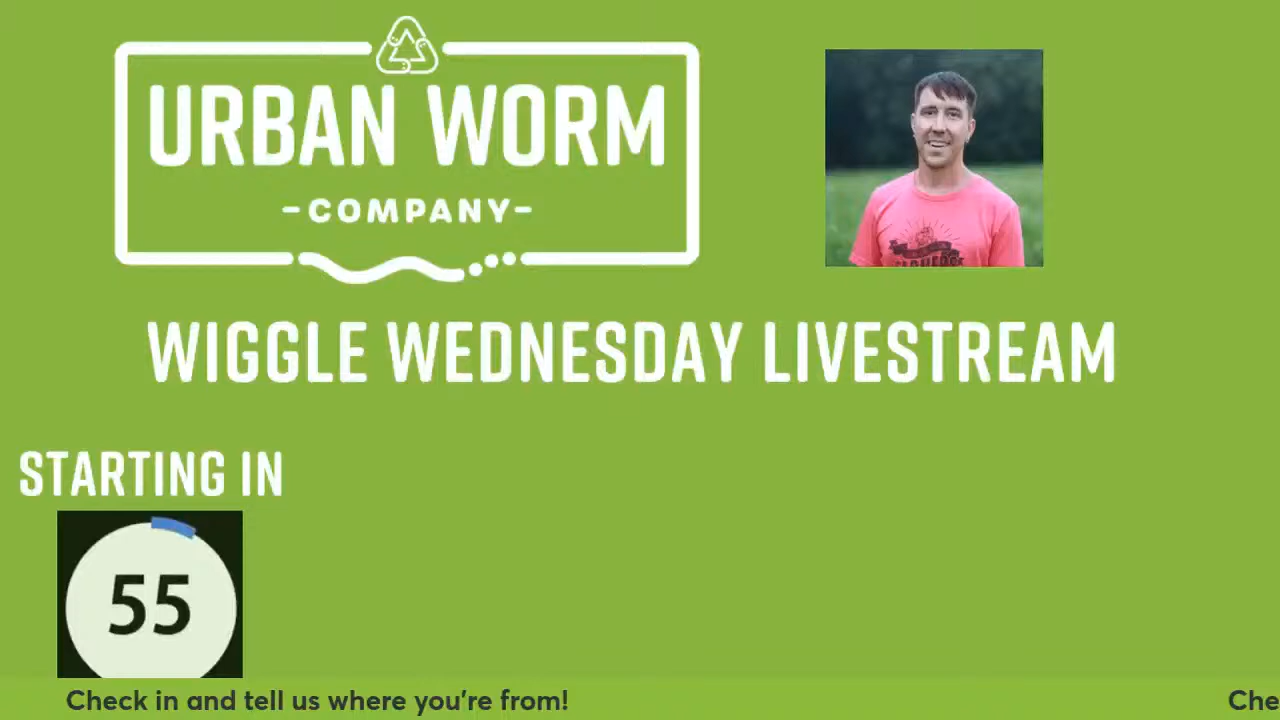 URBAN WORM
-COMPANY-
WIGGLE WEDNESDAY LIVESTREAM
STARTING IN
55
Check in and tell us where you're from!
Che